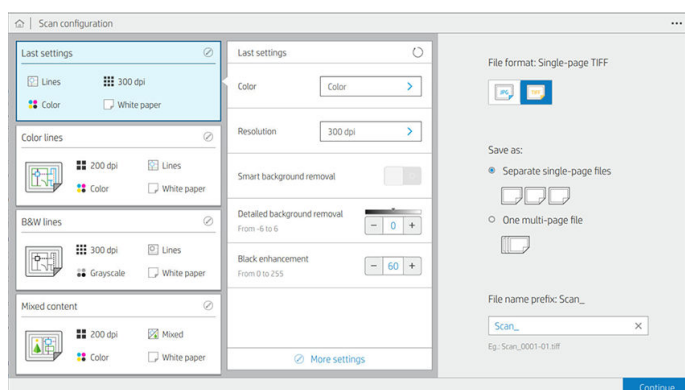 Scan configuration
Last settings
Lines
300 dpi
Color
White paper
Color lines
200 dpi
Lines
Color
White paper
B&W lines
300 dpi
Lines
Grayscale
White paper
Mixed content
200 dpi
Mixed
Color
White paper
Last settings
Color
Color
Resolution
300 dpi
Smart background removal
Detailed background removal
From -6 to 6
− 0 +
Black enhancement
From 0 to 255
− 60 +
More settings
File format: Single-page TIFF
JPG
TIFF
Save as:
Separate single-page files
One multi-page file
File name prefix: Scan_
Scan_
Eg.: Scan_0001-01.tiff
Continue